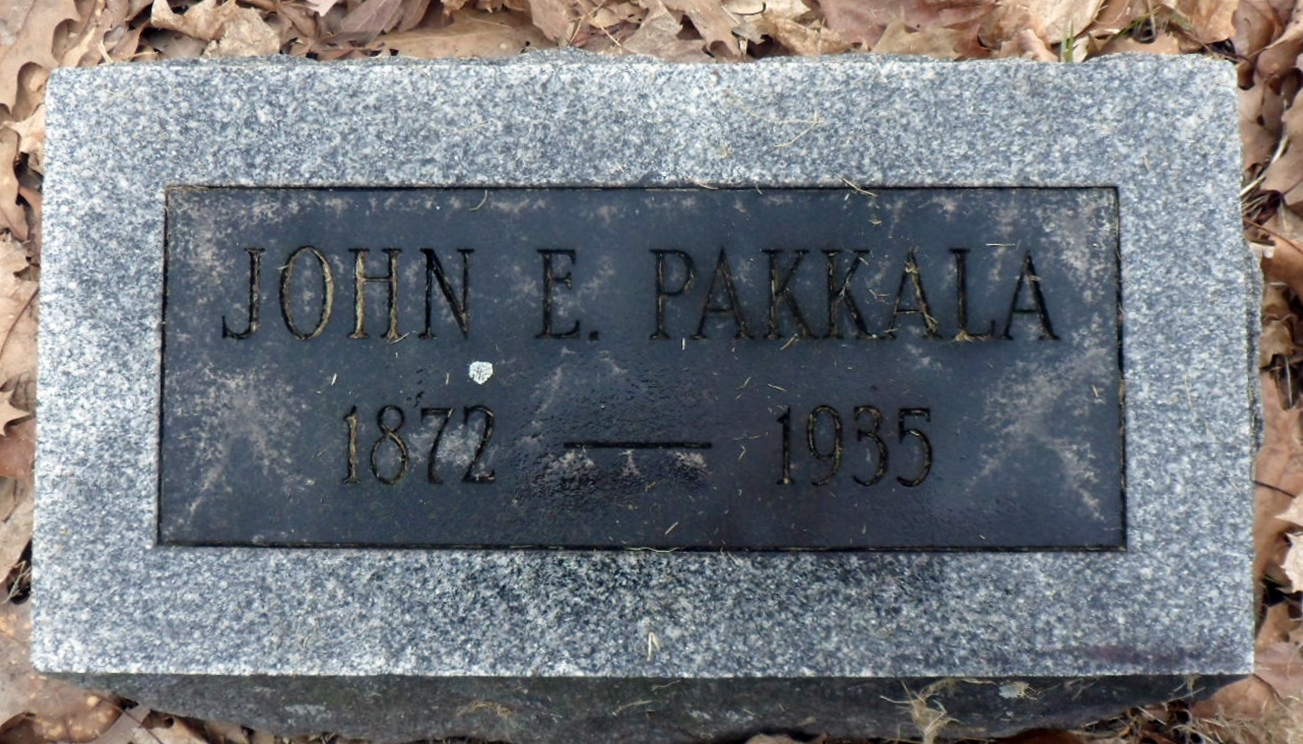 JOHN E. PAKKALA
1872 — 1935